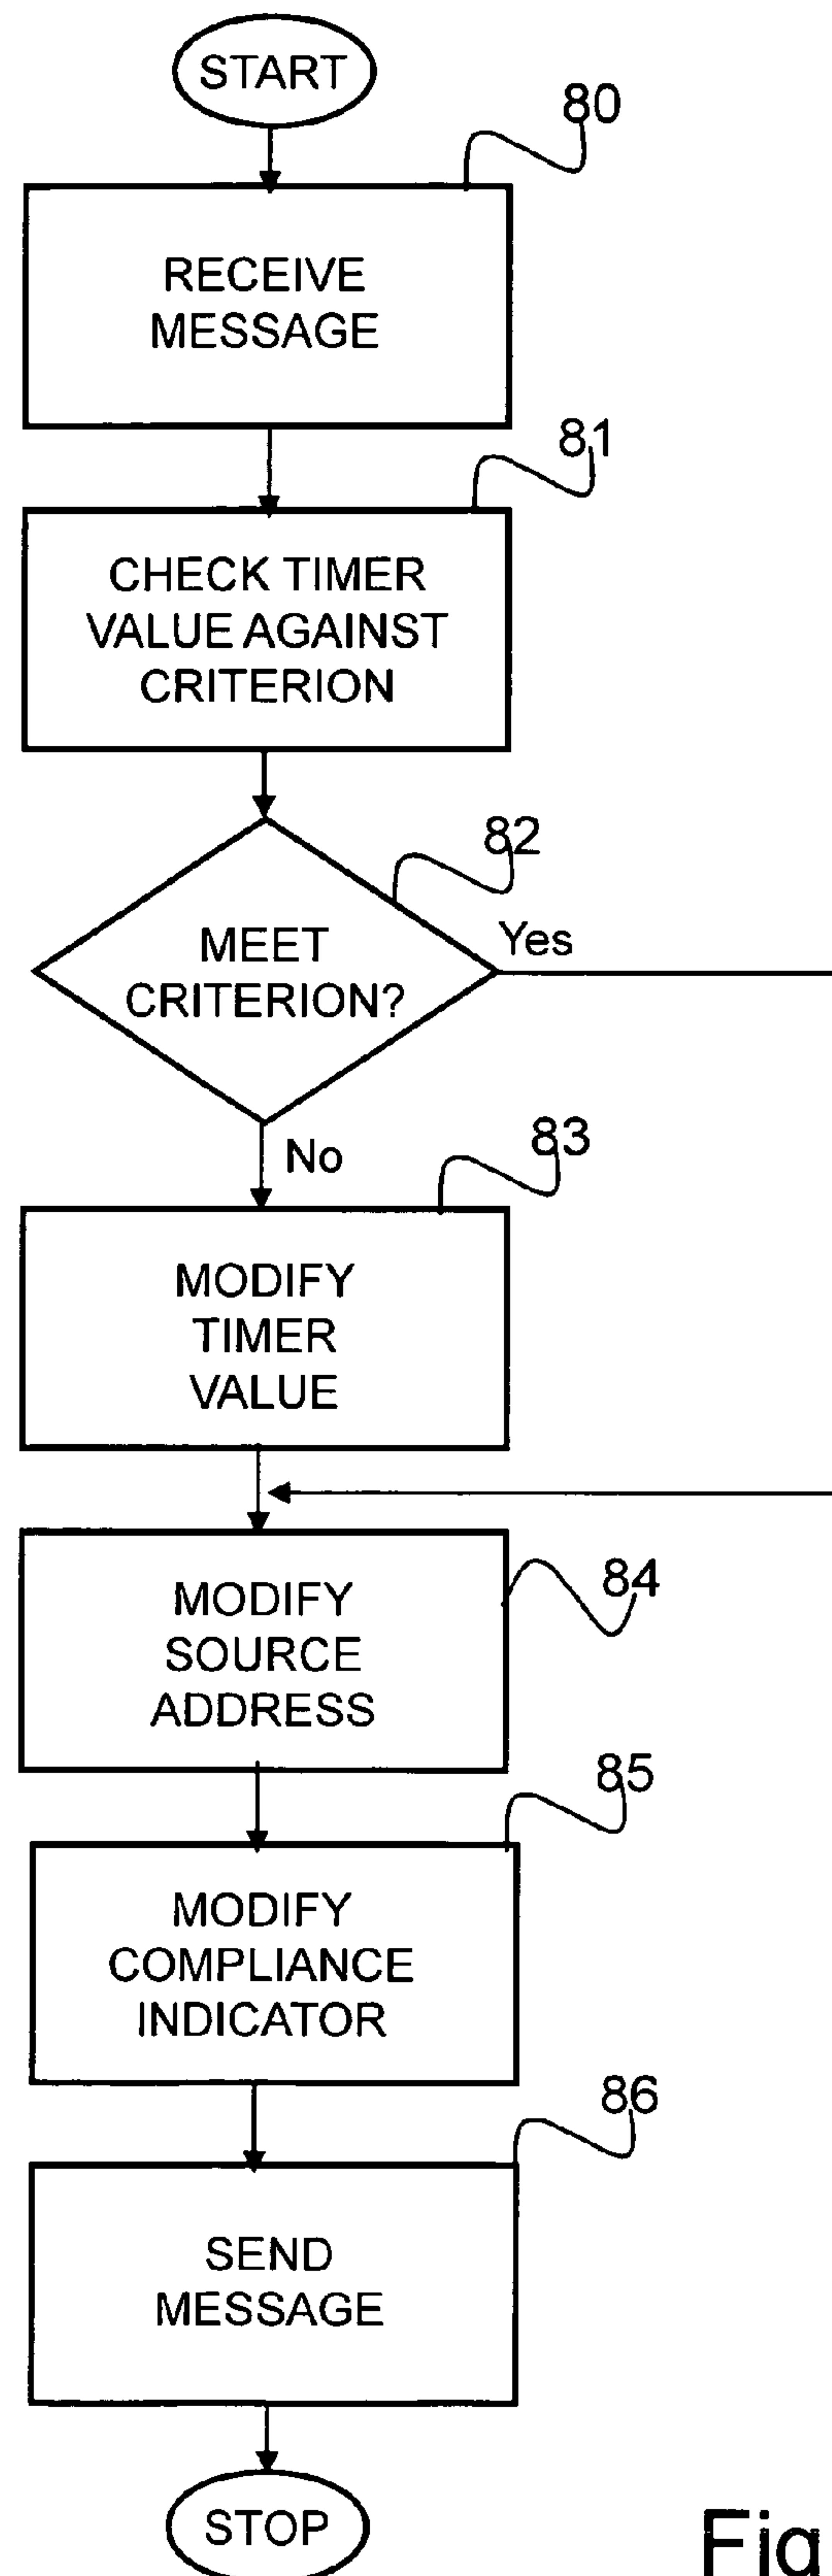 START
80
RECEIVE
MESSAGE
81
CHECK TIMER
VALUE AGAINST
CRITERION
82
MEET
CRITERION?
Yes
No
83
MODIFY
TIMER
VALUE
84
MODIFY
SOURCE
ADDRESS
85
MODIFY
COMPLIANCE
INDICATOR
86
SEND
MESSAGE
STOP
Fig